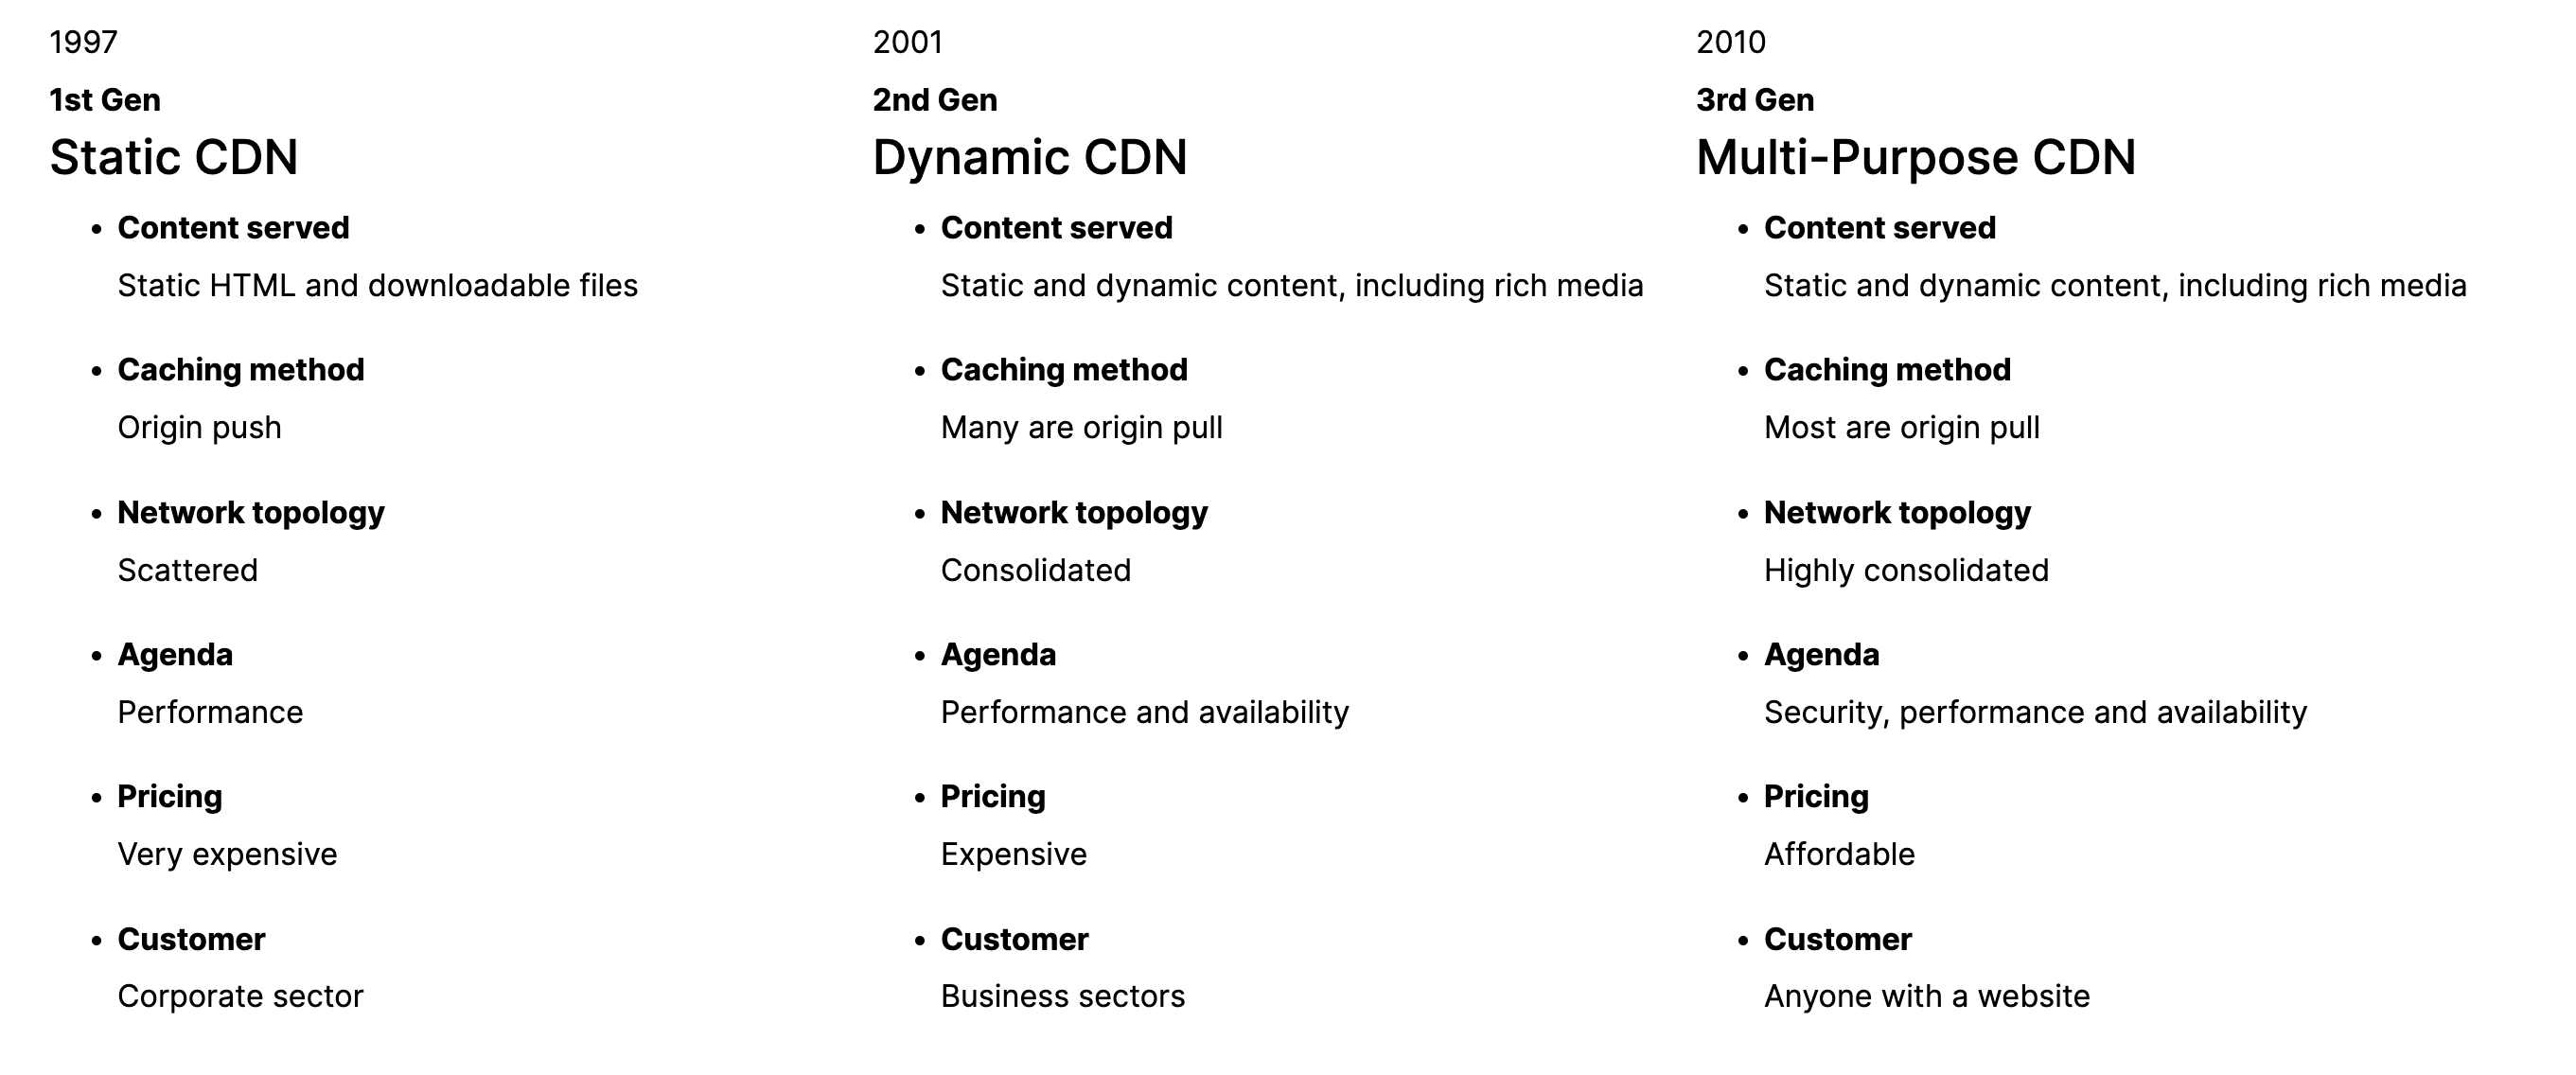 1997
1st Gen
Static CDN
• Content served
Static HTML and downloadable files
• Caching method
Origin push
• Network topology
Scattered
• Agenda
Performance
• Pricing
Very expensive
• Customer
Corporate sector
2001
2nd Gen
Dynamic CDN
• Content served
Static and dynamic content, including rich media
• Caching method
Many are origin pull
• Network topology
Consolidated
• Agenda
Performance and availability
• Pricing
Expensive
• Customer
Business sectors
2010
3rd Gen
Multi-Purpose CDN
• Content served
Static and dynamic content, including rich media
• Caching method
Most are origin pull
• Network topology
Highly consolidated
• Agenda
Security, performance and availability
• Pricing
Affordable
• Customer
Anyone with a website